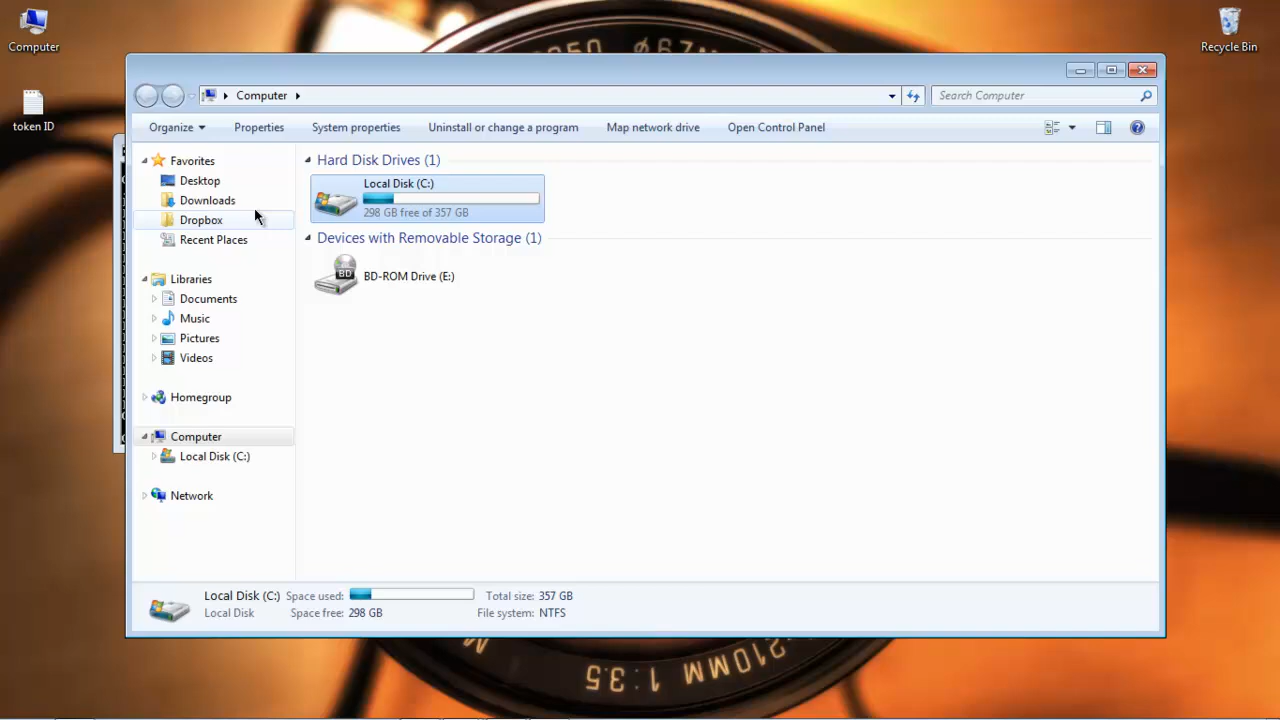 Computer
Recycle Bin
token ID
Computer
Search Computer
Organize
Properties
System properties
Uninstall or change a program
Map network drive
Open Control Panel
Favorites
Desktop
Downloads
Dropbox
Recent Places
Libraries
Documents
Music
Pictures
Videos
Homegroup
Computer
Local Disk (C:)
Network
Hard Disk Drives (1)
Local Disk (C:)
298 GB free of 357 GB
Devices with Removable Storage (1)
BD
BD-ROM Drive (E:)
Local Disk (C:) Space used: Total size: 357 GB
Local Disk Space free: 298 GB File system: NTFS
210MM 1:3.5